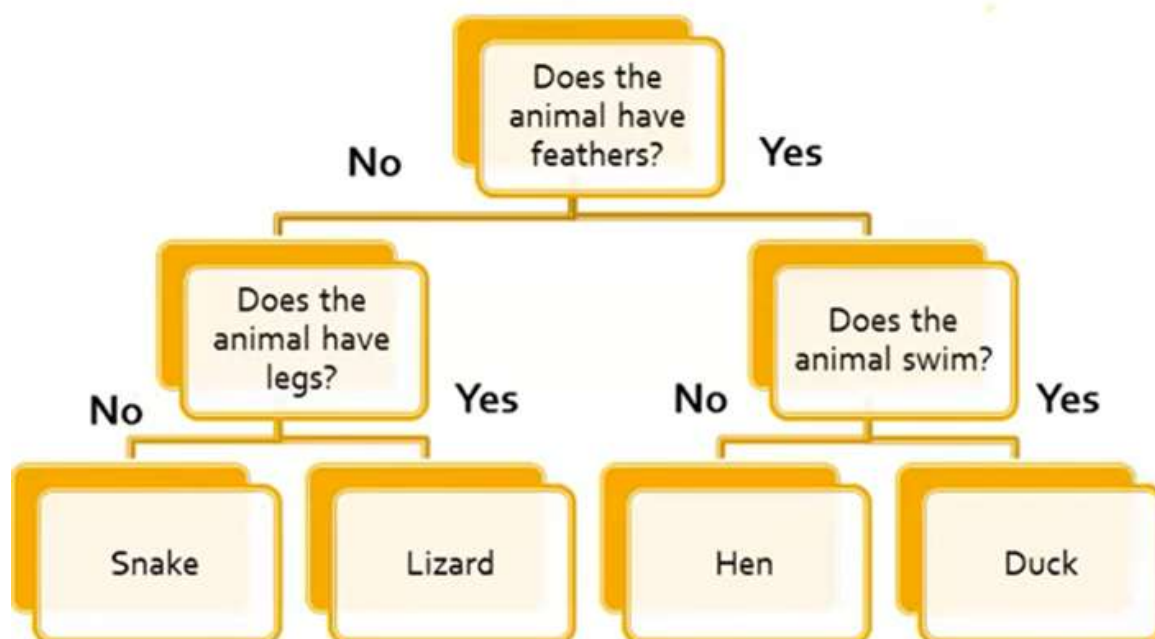 Does the
animal have
feathers?
No
Yes
Does the
animal have
legs?
Does the
animal swim?
No
Yes
No
Yes
Snake
Lizard
Hen
Duck